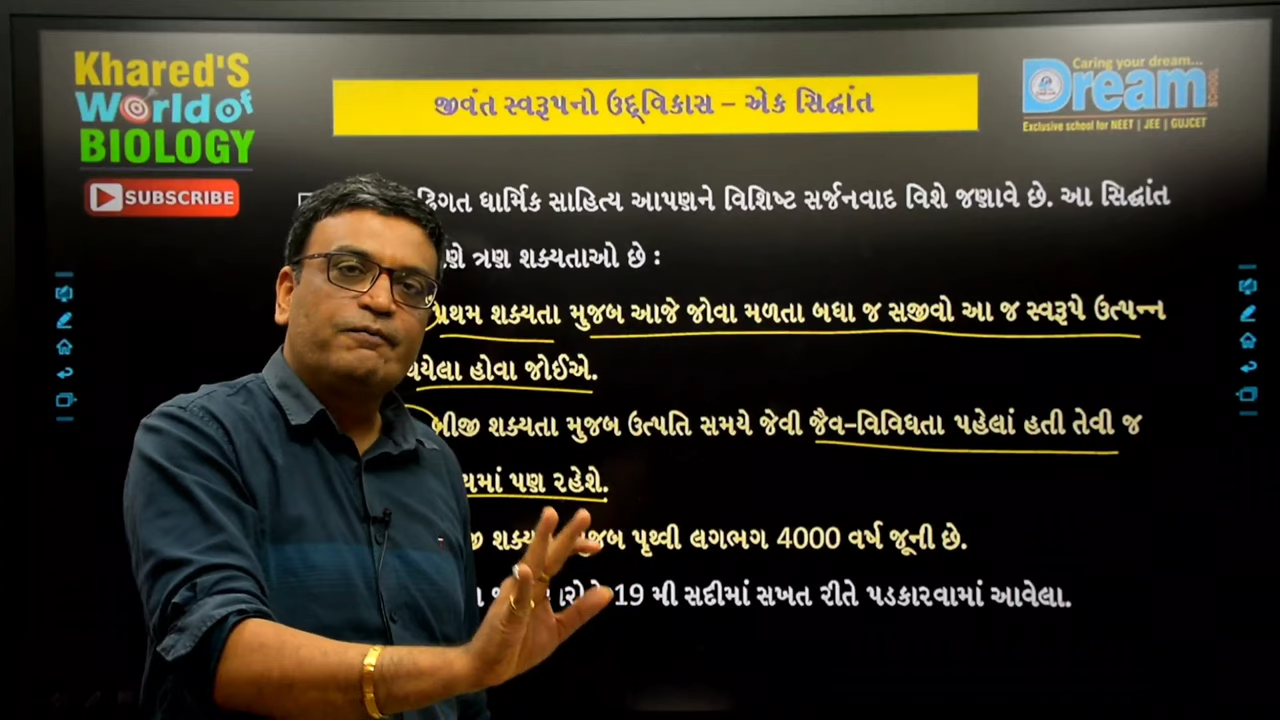 Khared'S
World of
BIOLOGY
SUBSCRIBE
જીવંત સ્વરૂપનો ઉદ્‌વિકાસ – એક સિદ્ધાંત
Caring your dream...
Dream
SCHOOL
Exclusive school for NEET | JEE | GUJCET
ધાર્મિક સાહિત્ય આપણને વિશિષ્ટ સર્જનવાદ વિશે જણાવે છે. આ સિદ્ધાંત
ત્રણ શક્યતાઓ છે :
પ્રથમ શક્યતા મુજબ આજે જોવા મળતા બધા જ સજીવો આ જ સ્વરૂપે ઉત્પન્ન
થયેલા હોવા જોઈએ.
બીજી શક્યતા મુજબ ઉત્પતિ સમયે જેવી જૈવ–વિવિધતા પહેલાં હતી તેવી જ
પણ રહેશે.
પૃથ્વી લગભગ 4000 વર્ષ જૂની છે.
19 મી સદીમાં સખત રીતે પડકારવામાં આવેલા.